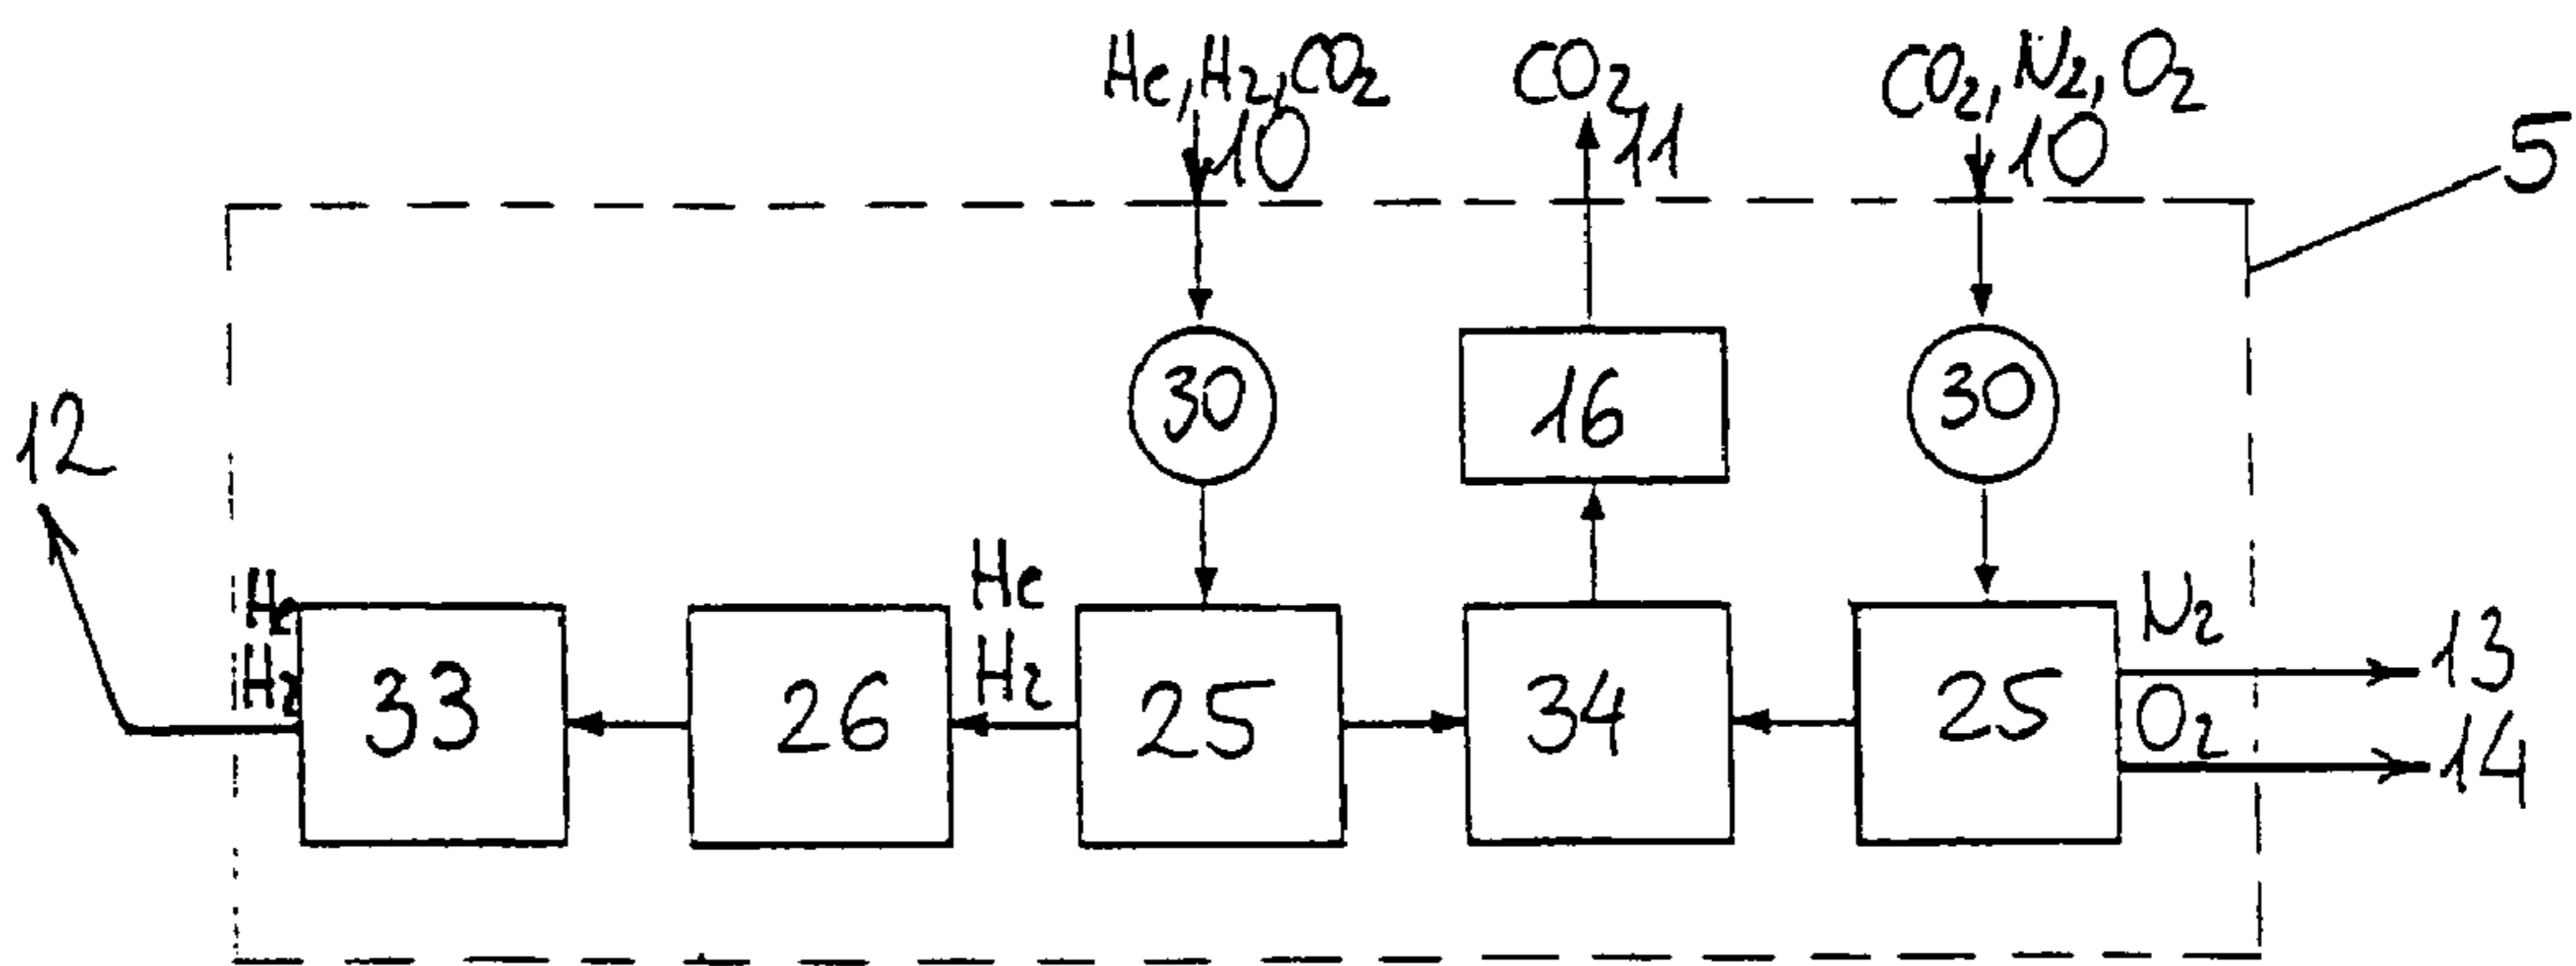 He, H₂, CO₂
10
CO₂
11
CO₂, N₂, O₂
10
5
30
16
30
12
He
H₂
33
26
He
H₂
25
34
25
N₂
13
O₂
14